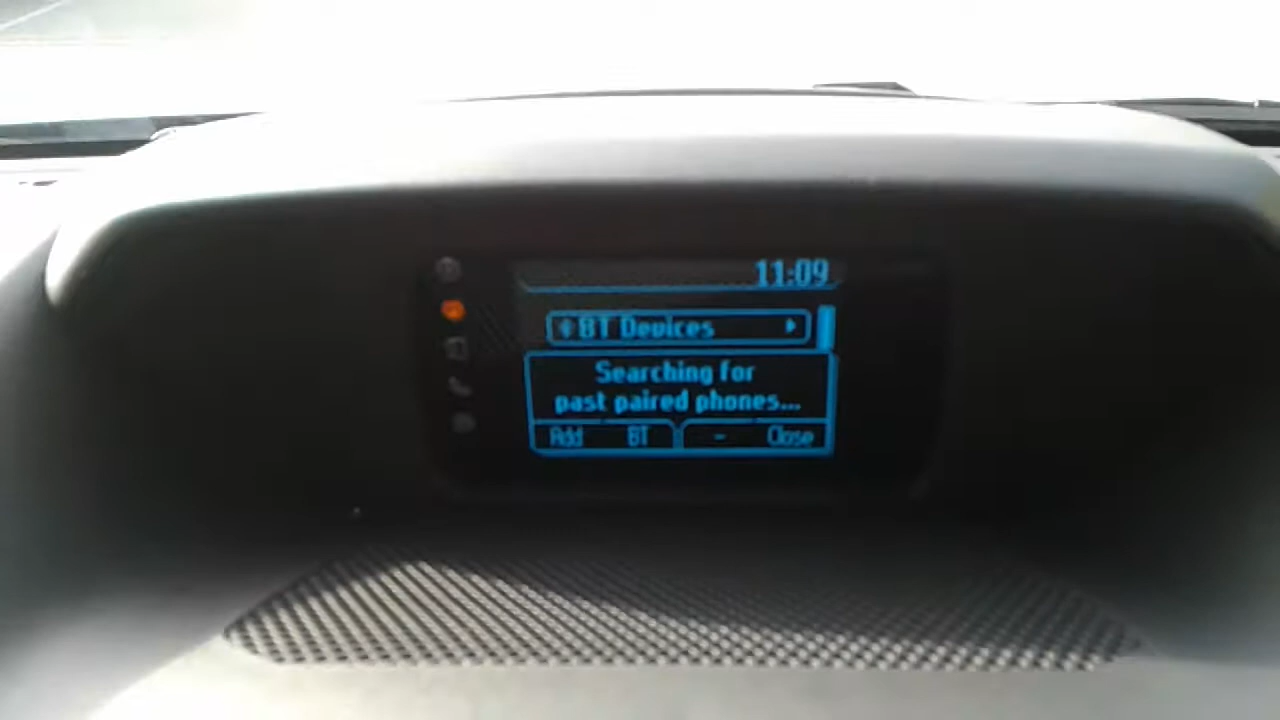 11:09
BT Devices
Searching for
past paired phones...
Add BT - Close